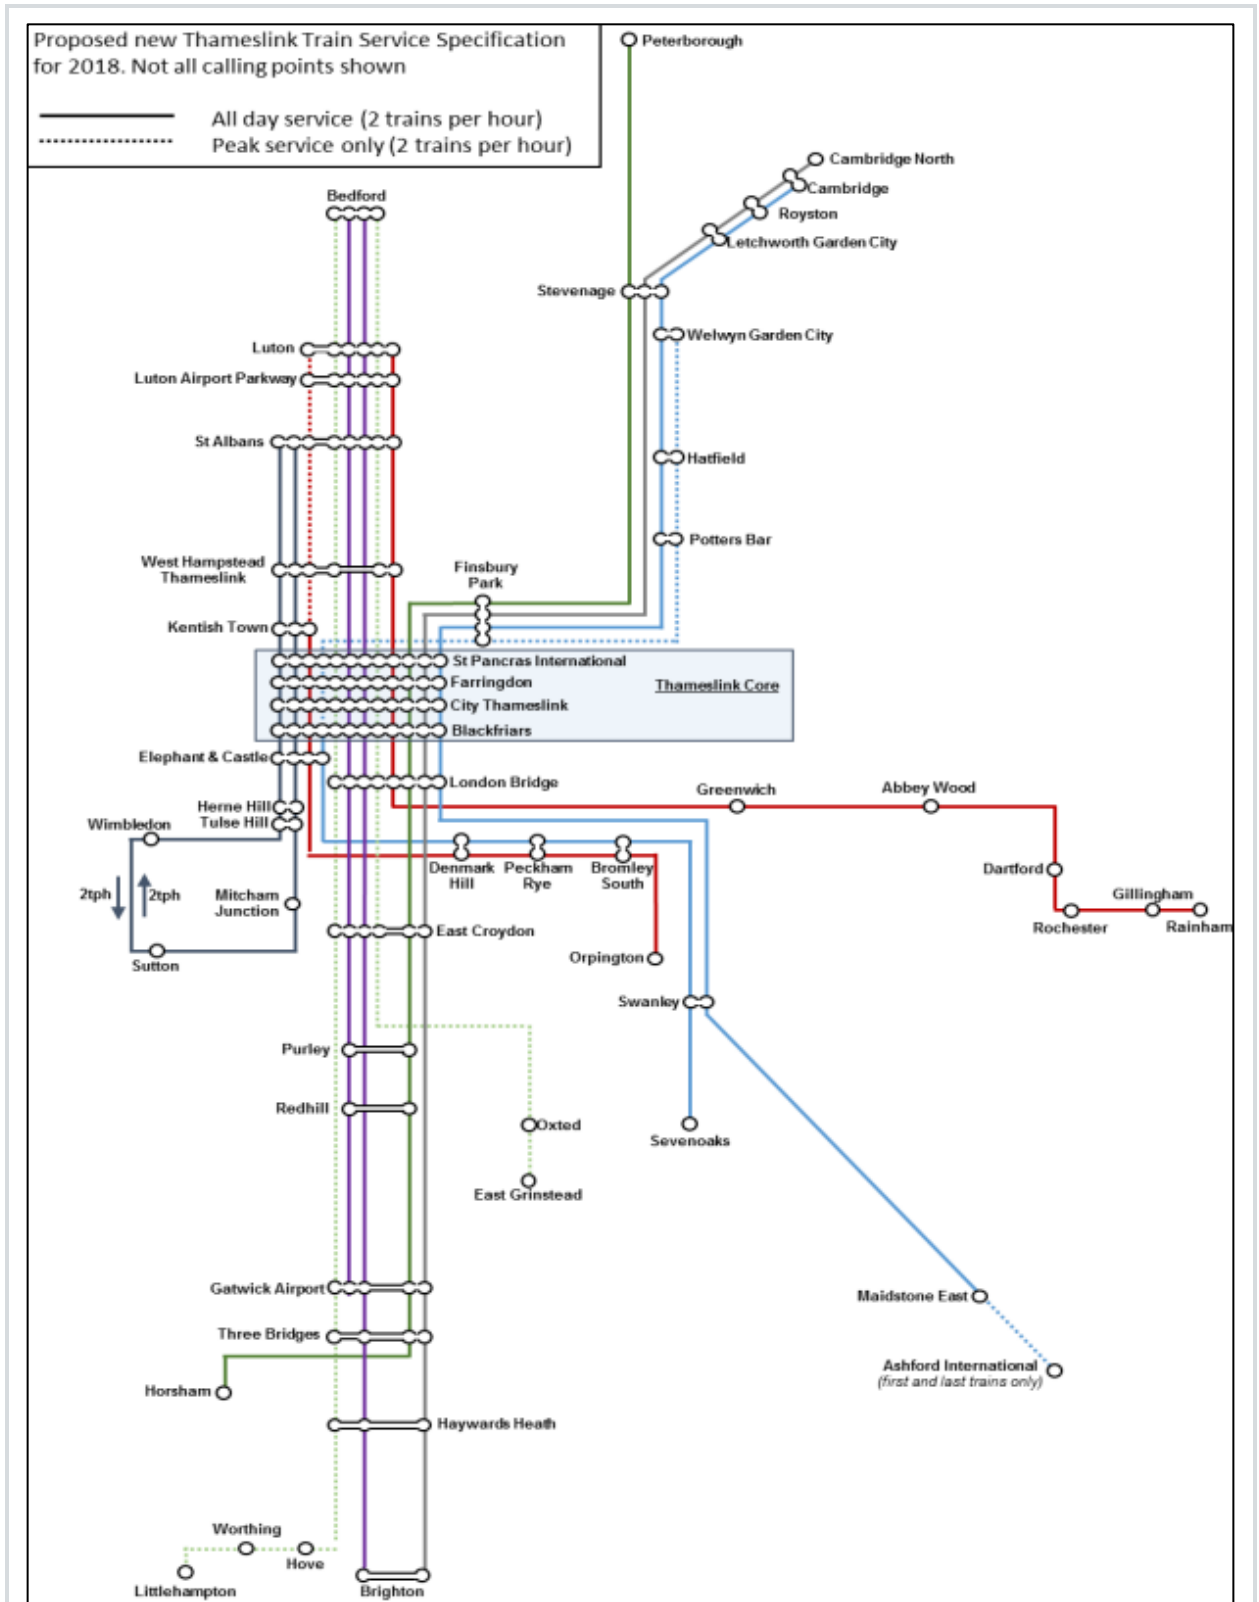 Proposed new Thameslink Train Service Specification
for 2018. Not all calling points shown
All day service (2 trains per hour)
Peak service only (2 trains per hour)
Peterborough
Cambridge North
Cambridge
Bedford
Royston
Letchworth Garden City
Stevenage
Welwyn Garden City
Luton
Luton Airport Parkway
St Albans
Hatfield
Potters Bar
West Hampstead
Thameslink
Finsbury
Park
Kentish Town
St Pancras International
Farringdon
Thameslink Core
City Thameslink
Blackfriars
Elephant & Castle
London Bridge
Greenwich
Abbey Wood
Herne Hill
Tulse Hill
Wimbledon
Denmark
Hill
Peckham
Rye
Bromley
South
Dartford
2tph
2tph
Mitcham
Junction
Gillingham
Rochester
Rainham
East Croydon
Sutton
Orpington
Swanley
Purley
Redhill
Oxted
Sevenoaks
East Grinstead
Gatwick Airport
Maidstone East
Three Bridges
Ashford International
(first and last trains only)
Horsham
Haywards Heath
Worthing
Hove
Littlehampton
Brighton